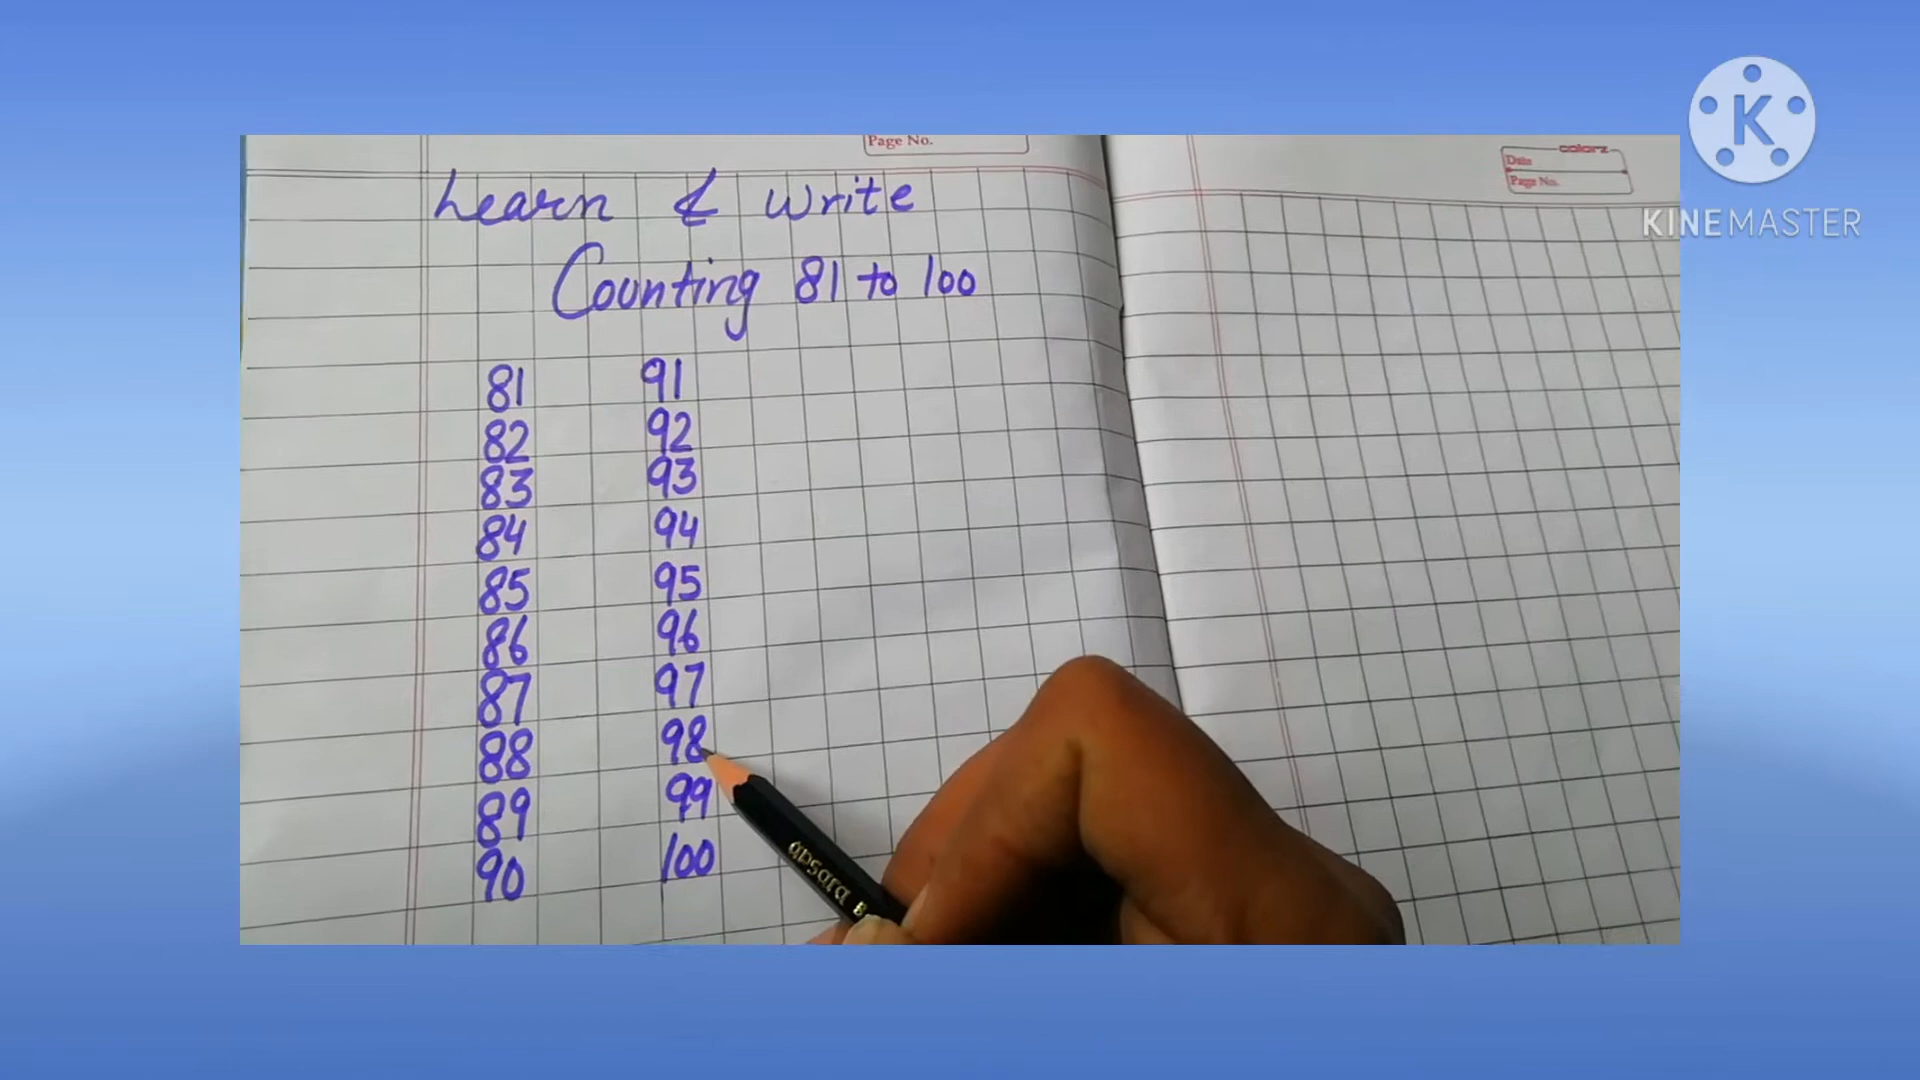 Page No.
colorz
Date
Page No.
K
KINEMASTER
Learn & Write
Counting 81 to 100
81 91
82 92
83 93
84 94
85 95
86 96
87 97
88 98
89 99
90 100
apsara B